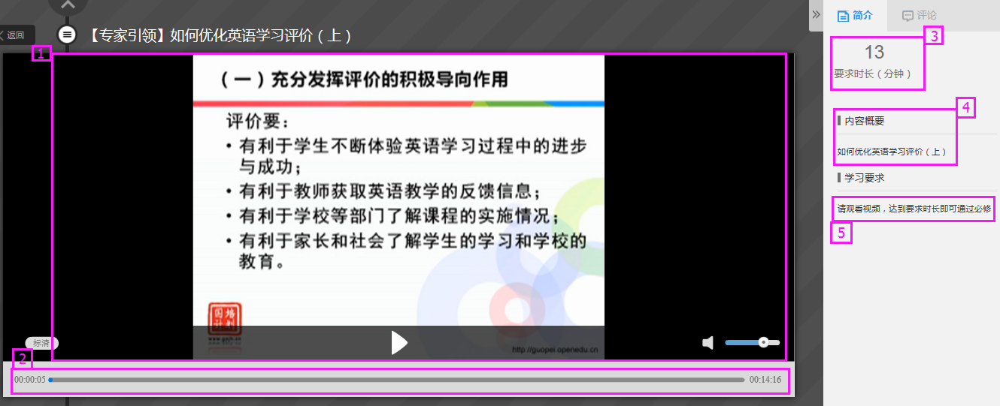 返回
【专家引领】如何优化英语学习评价（上）
简介
评论
1
（一）充分发挥评价的积极导向作用
评价要：
• 有利于学生不断体验英语学习过程中的进步
与成功；
• 有利于教师获取英语教学的反馈信息；
• 有利于学校等部门了解课程的实施情况；
• 有利于家长和社会了解学生的学习和学校的
教育。
国培
计划
http://guopei.openedu.cn
标清
2
00:00:05
00:14:16
3
13
要求时长（分钟）
4
内容概要
如何优化英语学习评价（上）
学习要求
请观看视频，达到要求时长即可通过必修
5